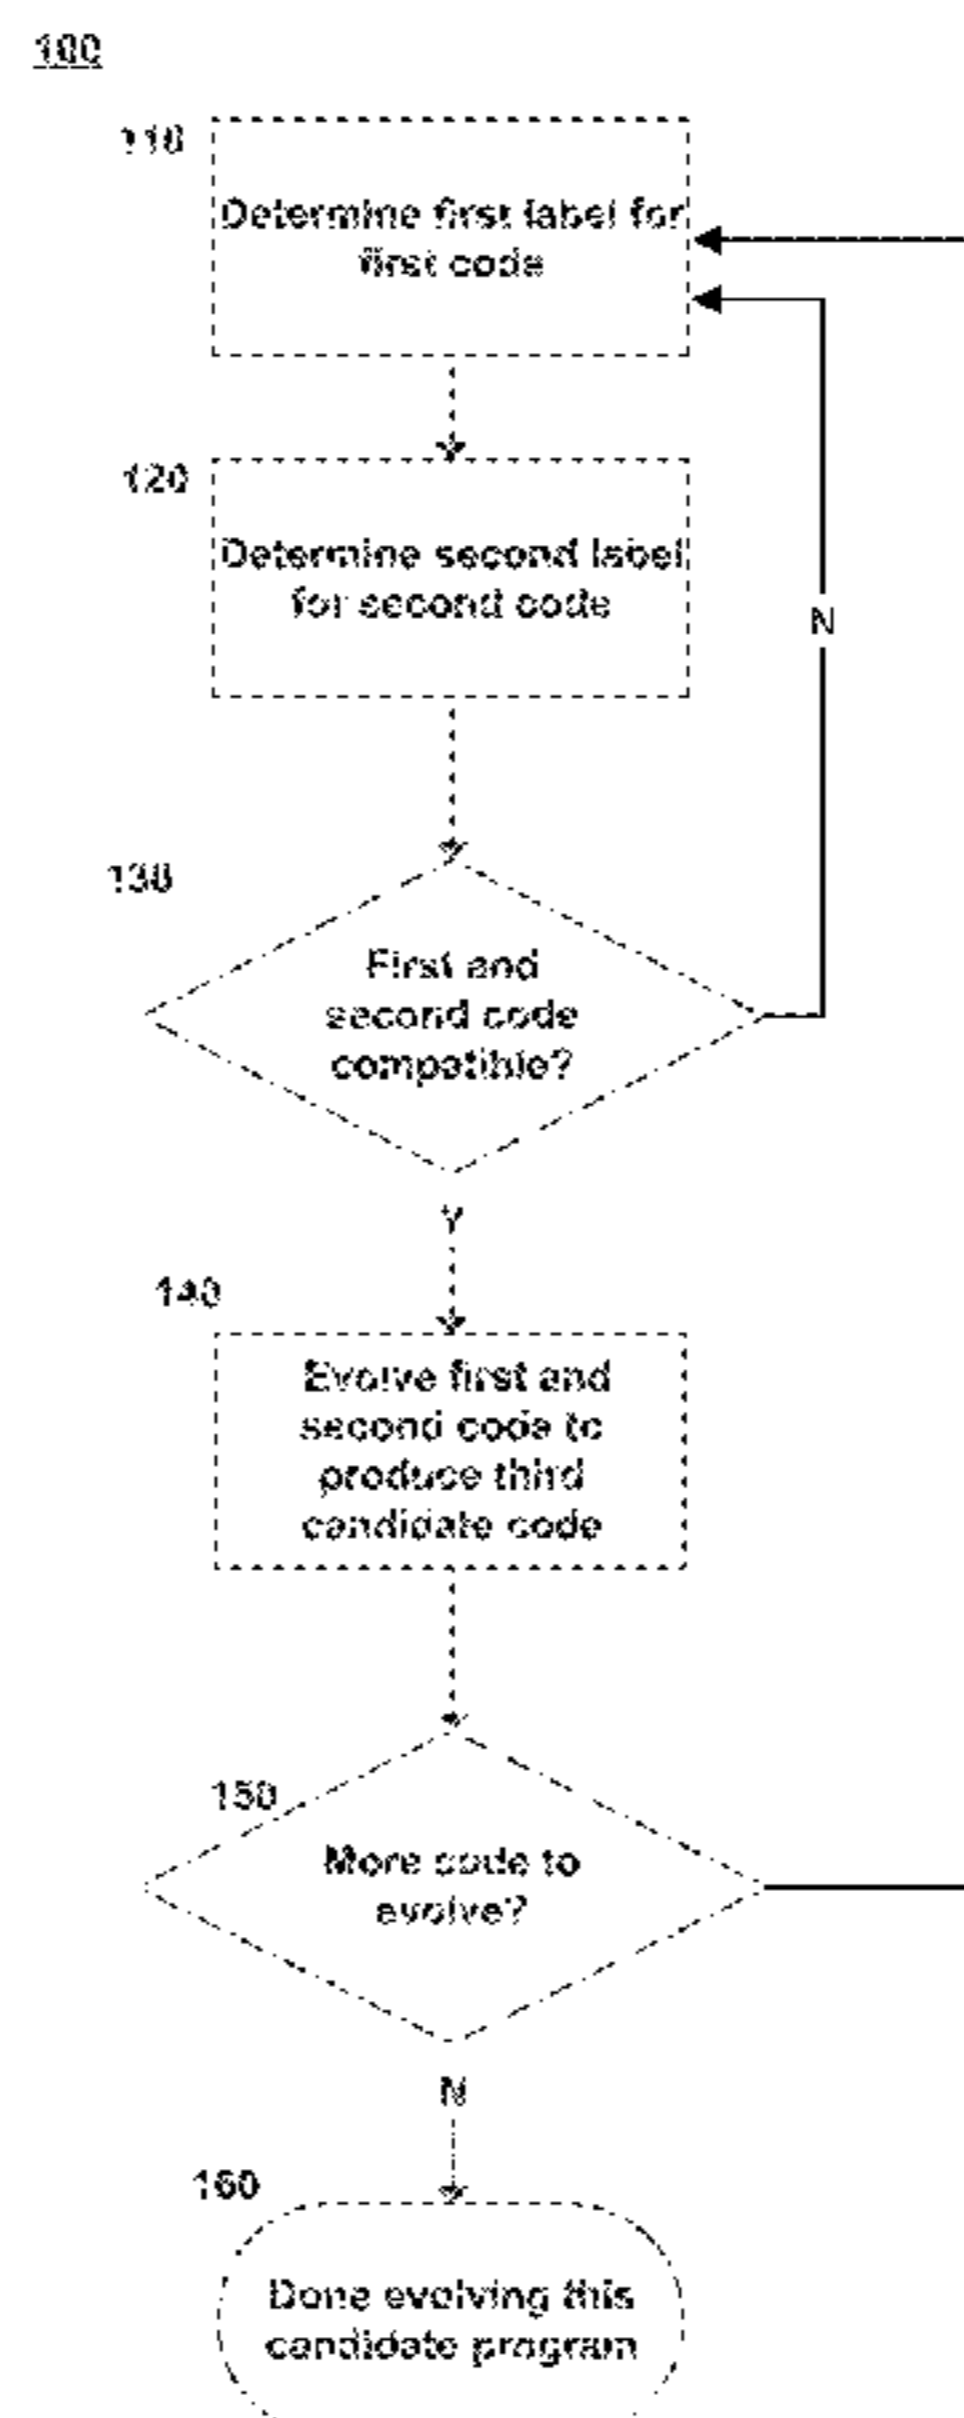 100
110
Determine first label for
first code
120
Determine second label
for second code
N
130
First and
second code
compatible?
Y
140
Evolve first and
second code to
produce third
candidate code
150
More code to
evolve?
N
160
Done evolving this
candidate program